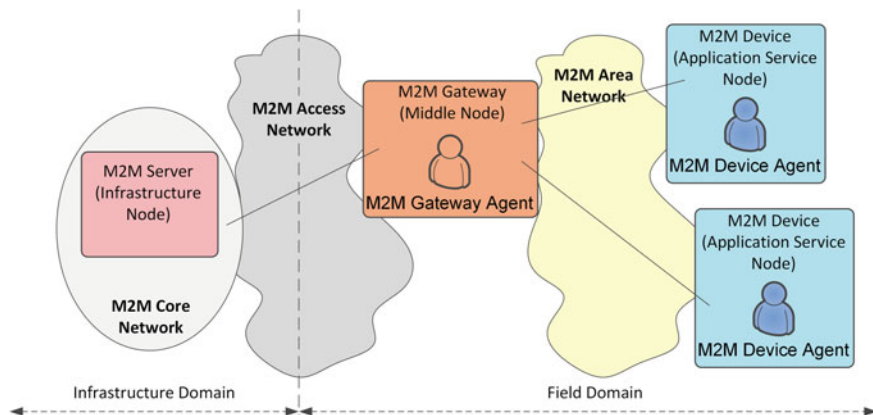 M2M Device
(Application Service
Node)
M2M Device Agent
M2M Area
Network
M2M Gateway
(Middle Node)
M2M Gateway Agent
M2M Access
Network
M2M Server
(Infrastructure
Node)
M2M Core
Network
M2M Device
(Application Service
Node)
M2M Device Agent
Infrastructure Domain
Field Domain